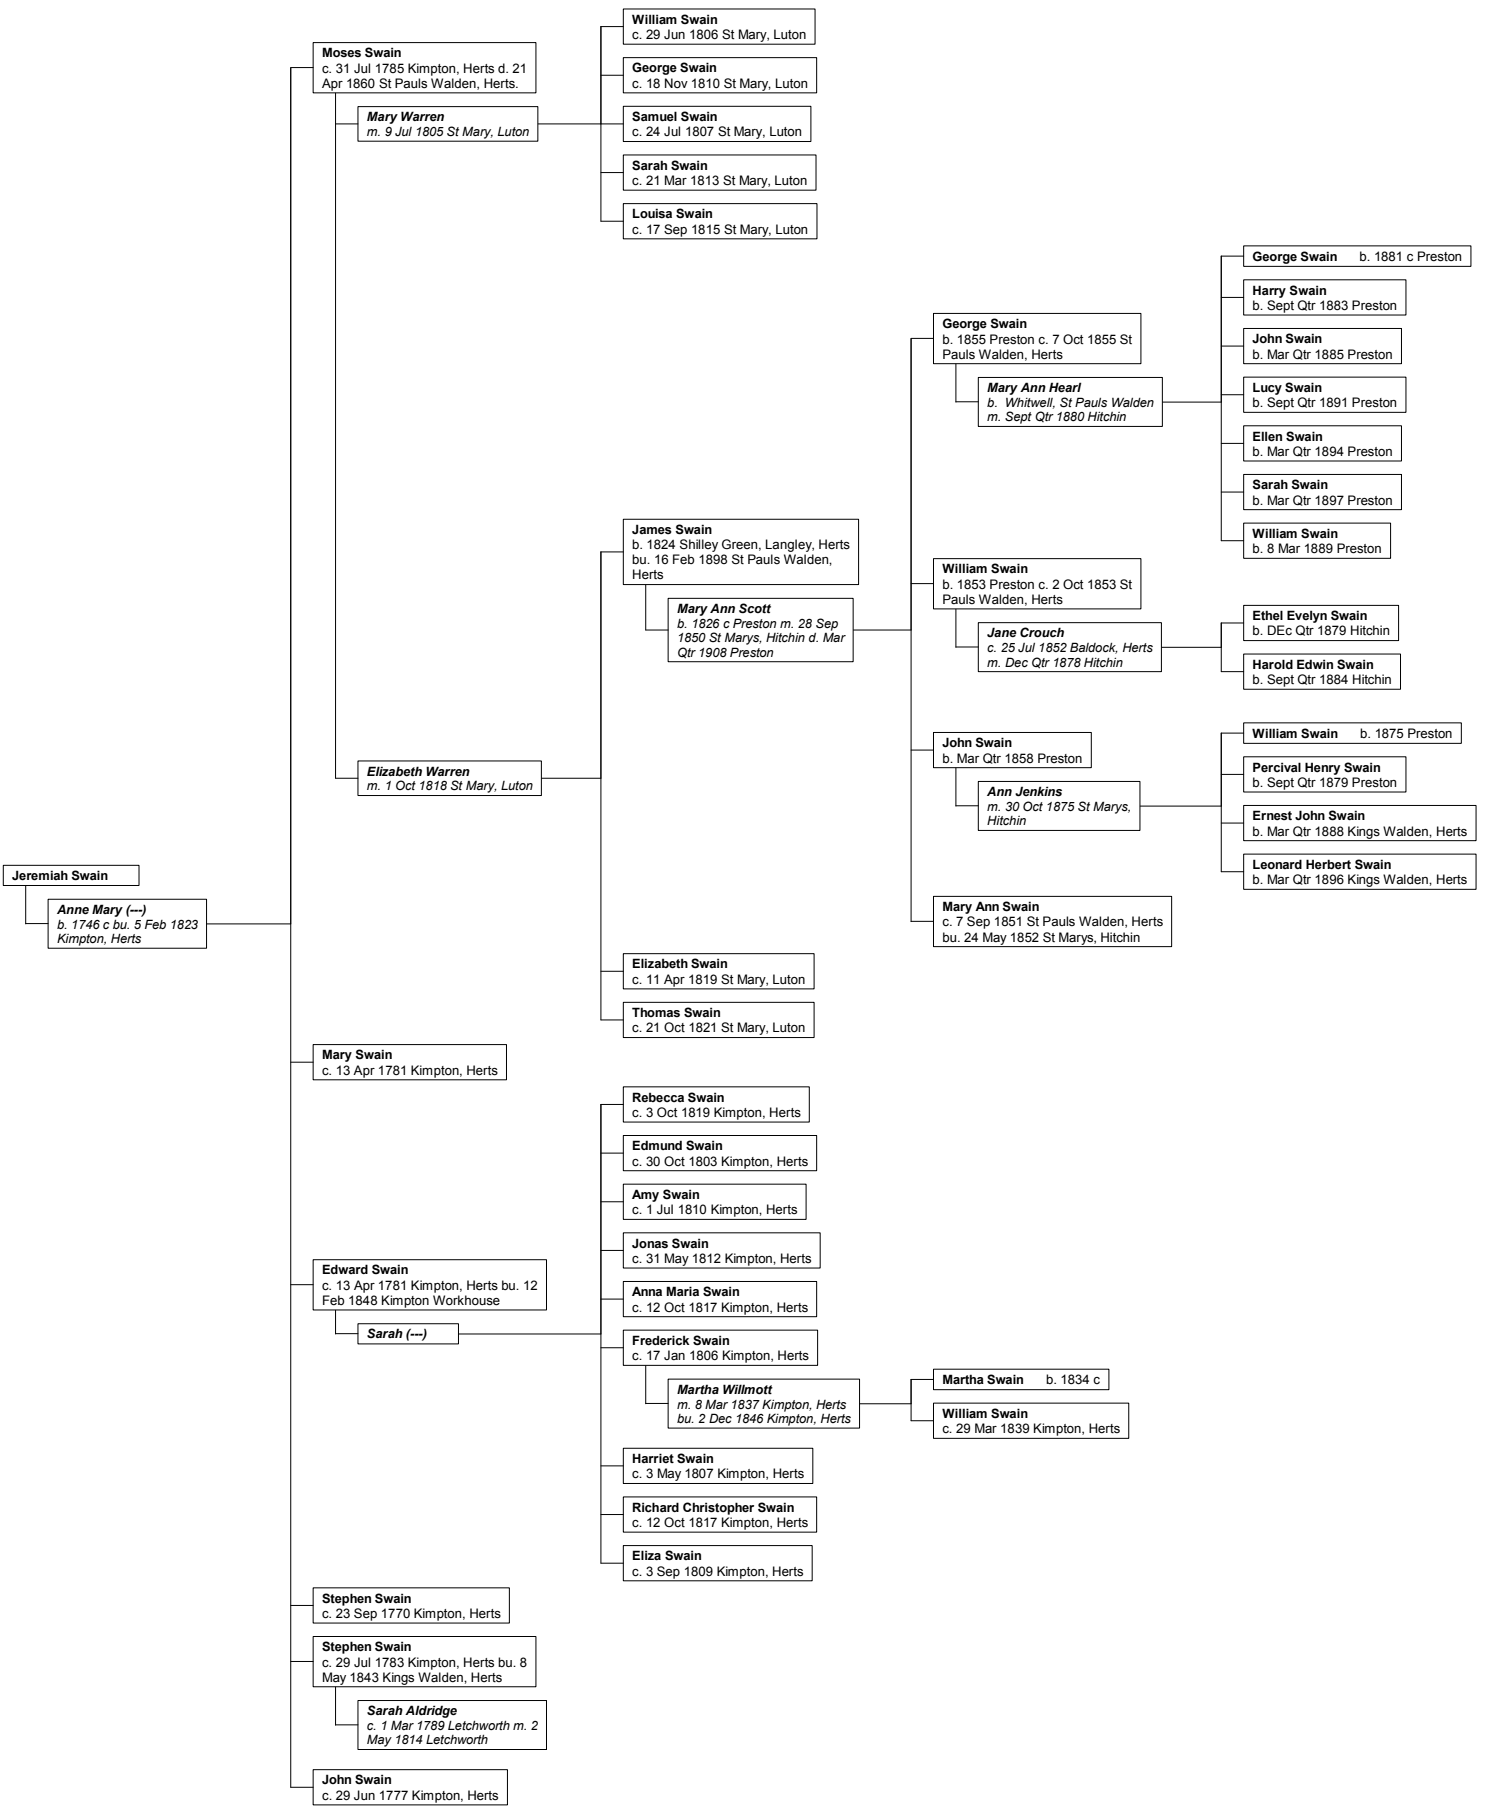 Jeremiah Swain
Anne Mary (---)
b. 1746 c bu. 5 Feb 1823
Kimpton, Herts
Moses Swain
c. 31 Jul 1785 Kimpton, Herts d. 21
Apr 1860 St Pauls Walden, Herts.
Mary Warren
m. 9 Jul 1805 St Mary, Luton
William Swain
c. 29 Jun 1806 St Mary, Luton
George Swain
c. 18 Nov 1810 St Mary, Luton
Samuel Swain
c. 24 Jul 1807 St Mary, Luton
Sarah Swain
c. 21 Mar 1813 St Mary, Luton
Louisa Swain
c. 17 Sep 1815 St Mary, Luton
Elizabeth Warren
m. 1 Oct 1818 St Mary, Luton
James Swain
b. 1824 Shilley Green, Langley, Herts
bu. 16 Feb 1898 St Pauls Walden,
Herts
Mary Ann Scott
b. 1826 c Preston m. 28 Sep
1850 St Marys, Hitchin d. Mar
Qtr 1908 Preston
George Swain
b. 1855 Preston c. 7 Oct 1855 St
Pauls Walden, Herts
Mary Ann Hearl
b. Whitwell, St Pauls Walden
m. Sept Qtr 1880 Hitchin
George Swain b. 1881 c Preston
Harry Swain
b. Sept Qtr 1883 Preston
John Swain
b. Mar Qtr 1885 Preston
Lucy Swain
b. Sept Qtr 1891 Preston
Ellen Swain
b. Mar Qtr 1894 Preston
Sarah Swain
b. Mar Qtr 1897 Preston
William Swain
b. 8 Mar 1889 Preston
William Swain
b. 1853 Preston c. 2 Oct 1853 St
Pauls Walden, Herts
Jane Crouch
c. 25 Jul 1852 Baldock, Herts
m. Dec Qtr 1878 Hitchin
Ethel Evelyn Swain
b. DEc Qtr 1879 Hitchin
Harold Edwin Swain
b. Sept Qtr 1884 Hitchin
John Swain
b. Mar Qtr 1858 Preston
Ann Jenkins
m. 30 Oct 1875 St Marys,
Hitchin
William Swain b. 1875 Preston
Percival Henry Swain
b. Sept Qtr 1879 Preston
Ernest John Swain
b. Mar Qtr 1888 Kings Walden, Herts
Leonard Herbert Swain
b. Mar Qtr 1896 Kings Walden, Herts
Mary Ann Swain
c. 7 Sep 1851 St Pauls Walden, Herts
bu. 24 May 1852 St Marys, Hitchin
Elizabeth Swain
c. 11 Apr 1819 St Mary, Luton
Thomas Swain
c. 21 Oct 1821 St Mary, Luton
Mary Swain
c. 13 Apr 1781 Kimpton, Herts
Edward Swain
c. 13 Apr 1781 Kimpton, Herts bu. 12
Feb 1848 Kimpton Workhouse
Sarah (---)
Rebecca Swain
c. 3 Oct 1819 Kimpton, Herts
Edmund Swain
c. 30 Oct 1803 Kimpton, Herts
Amy Swain
c. 1 Jul 1810 Kimpton, Herts
Jonas Swain
c. 31 May 1812 Kimpton, Herts
Anna Maria Swain
c. 12 Oct 1817 Kimpton, Herts
Frederick Swain
c. 17 Jan 1806 Kimpton, Herts
Martha Willmott
m. 8 Mar 1837 Kimpton, Herts
bu. 2 Dec 1846 Kimpton, Herts
Martha Swain b. 1834 c
William Swain
c. 29 Mar 1839 Kimpton, Herts
Harriet Swain
c. 3 May 1807 Kimpton, Herts
Richard Christopher Swain
c. 12 Oct 1817 Kimpton, Herts
Eliza Swain
c. 3 Sep 1809 Kimpton, Herts
Stephen Swain
c. 23 Sep 1770 Kimpton, Herts
Stephen Swain
c. 29 Jul 1783 Kimpton, Herts bu. 8
May 1843 Kings Walden, Herts
Sarah Aldridge
c. 1 Mar 1789 Letchworth m. 2
May 1814 Letchworth
John Swain
c. 29 Jun 1777 Kimpton, Herts